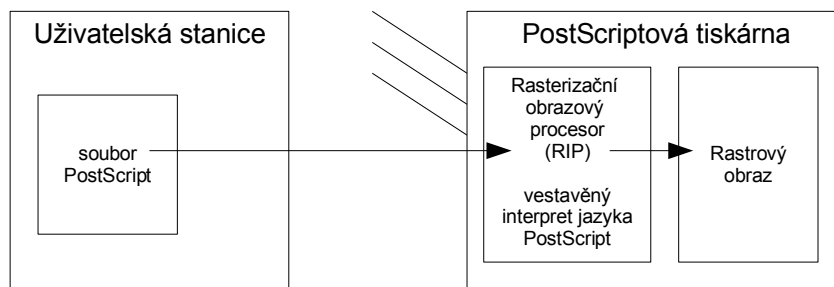 Uživatelská stanice
soubor
PostScript
PostScriptová tiskárna
Rasterizační
obrazový
procesor
(RIP)
vestavěný
interpret jazyka
PostScript
Rastrový
obraz